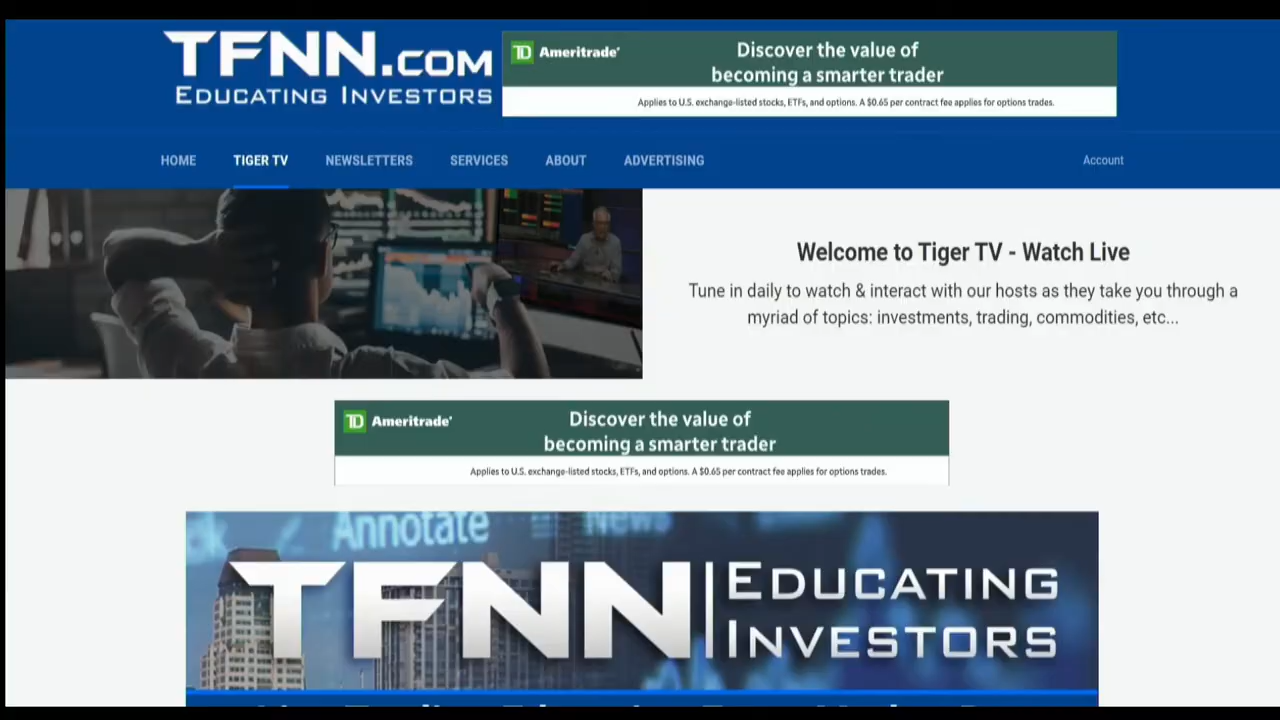 TFNN.COM
EDUCATING INVESTORS
TD Ameritrade
Discover the value of
becoming a smarter trader
Applies to U.S. exchange-listed stocks, ETFs, and options. A $0.65 per contract fee applies for options trades.
HOME TIGER TV NEWSLETTERS SERVICES ABOUT ADVERTISING Account
Welcome to Tiger TV - Watch Live
Tune in daily to watch & interact with our hosts as they take you through a
myriad of topics: investments, trading, commodities, etc...
TD Ameritrade
Discover the value of
becoming a smarter trader
Applies to U.S. exchange-listed stocks, ETFs, and options. A $0.65 per contract fee applies for options trades.
Annotate News
TFNN EDUCATING
INVESTORS